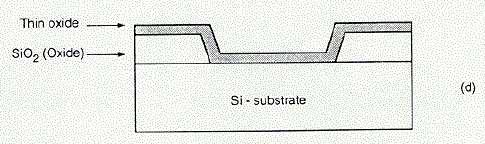 Thin oxide
SiO₂ (Oxide)
Si - substrate
(d)